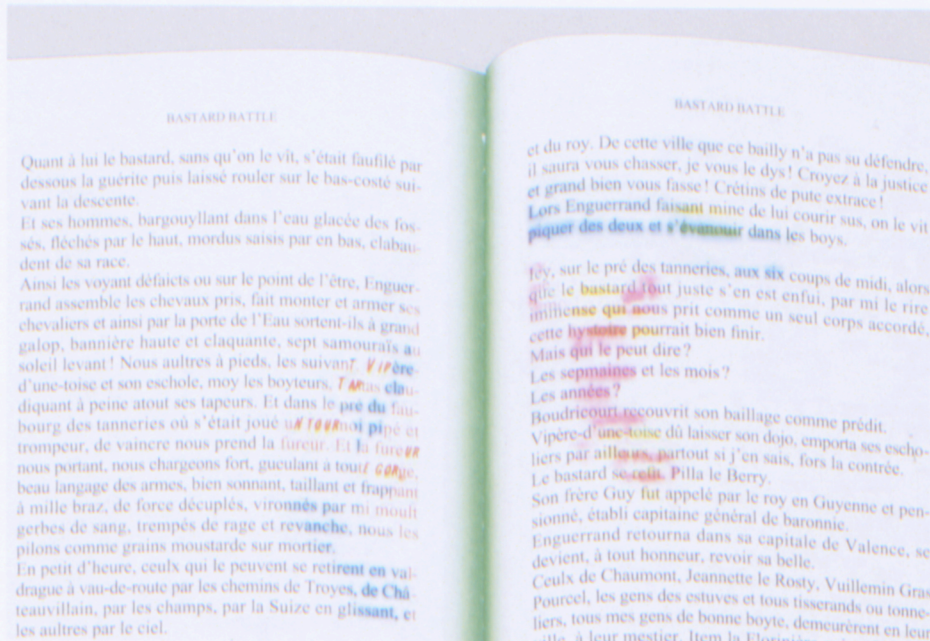 BASTARD BATTLE
Quant à lui le bastard, sans qu'on le vît, s'était faufilé par
dessous la guérite puis laissé rouler sur le bas-costé sui-
vant la descente.
Et ses hommes, bargouyllant dans l'eau glacée des fos-
sés, fléchés par le haut, mordus saisis par en bas, clabau-
dent de sa race.
Ainsi les voyant défaicts ou sur le point de l'être, Enguer-
rand assemble les chevaux pris, fait monter et armer ses
chevaliers et ainsi par la porte de l'Eau sortent-ils à grand
galop, bannière haute et claquante, sept samouraïs au
soleil levant ! Nous aultres à pieds, les suivant. VIPère-
d'une-toise et son eschole, moy les boyteurs, TARtas clau-
diquant à peine atout ses tapeurs. Et dans le pré du fau-
bourg des tanneries où s'était joué uN TOURnoi pipé et
trompeur, de vaincre nous prend la fureur. Et la fureUR
nous portant, nous chargeons fort, gueulant à touTE GORge,
beau langage des armes, bien sonnant, taillant et frappant
à mille braz, de force décuplés, vironnés par mi moult
gerbes de sang, trempés de rage et revanche, nous les
pilons comme grains moustarde sur mortier.
En petit d'heure, ceulx qui le peuvent se retirent en val-
drague à vau-de-route par les chemins de Troyes, de Châ-
teauvillain, par les champs, par la Suize en glissant, et
les aultres par le ciel.
BASTARD BATTLE
et du roy. De cette ville que ce bailly n'a pas su défendre,
il saura vous chasser, je vous le dys ! Croyez à la justice
et grand bien vous fasse ! Crétins de pute extrace !
Lors Enguerrand faisant mine de lui courir sus, on le vit
piquer des deux et s'évanouir dans les boys.
Icy, sur le pré des tanneries, aux six coups de midi, alors
que le bastard tout juste s'en est enfui, par mi le rire
immense qui nous prit comme un seul corps accordé,
cette hystoire pourrait bien finir.
Mais qui le peut dire ?
Les sepmaines et les mois ?
Les années ?
Boudricourt recouvrit son baillage comme prédit.
Vipère-d'une-toise dû laisser son dojo, emporta ses escho-
liers par ailleurs, partout si j'en sais, fors la contrée.
Le bastard se refit. Pilla le Berry.
Son frère Guy fut appelé par le roy en Guyenne et pen-
sionné, établi capitaine général de baronnie.
Enguerrand retourna dans sa capitale de Valence, se
devient, à tout honneur, revoir sa belle.
Ceulx de Chaumont, Jeannette le Rosty, Vuillemin Gras
Pourcel, les gens des estuves et tous tisserands ou tonne-
liers, tous mes gens de bonne boyte, demeurèrent en leur
ville, à leur mestier. Item la